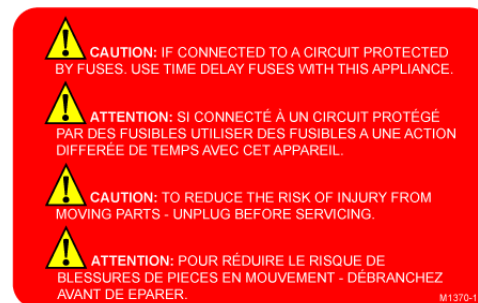 CAUTION: IF CONNECTED TO A CIRCUIT PROTECTED
BY FUSES. USE TIME DELAY FUSES WITH THIS APPLIANCE.
ATTENTION: SI CONNECTÉ À UN CIRCUIT PROTÉGÉ
PAR DES FUSIBLES UTILISER DES FUSIBLES A UNE ACTION
DIFFERÉE DE TEMPS AVEC CET APPAREIL.
CAUTION: TO REDUCE THE RISK OF INJURY FROM
MOVING PARTS - UNPLUG BEFORE SERVICING.
ATTENTION: POUR RÉDUIRE LE RISQUE DE
BLESSURES DE PIECES EN MOUVEMENT - DÉBRANCHEZ
AVANT DE EPARER.
M1370-1